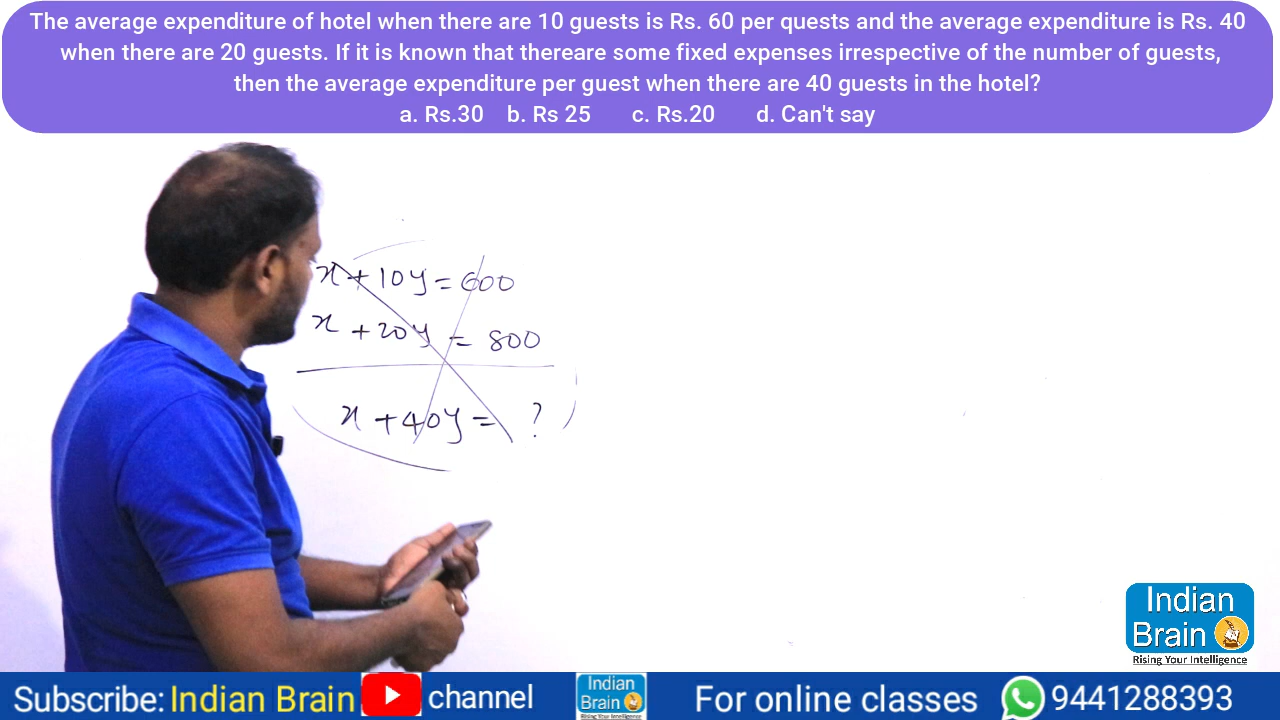 The average expenditure of hotel when there are 10 guests is Rs. 60 per quests and the average expenditure is Rs. 40
when there are 20 guests. If it is known that thereare some fixed expenses irrespective of the number of guests,
then the average expenditure per guest when there are 40 guests in the hotel?
a. Rs.30 b. Rs 25 c. Rs.20 d. Can't say
x + 10y = 600
x + 20y = 800
x + 40y = ?
Indian
Brain
Rising Your Intelligence
Subscribe: Indian Brain channel
Indian
Brain
Rising Your Intelligence
For online classes 9441288393